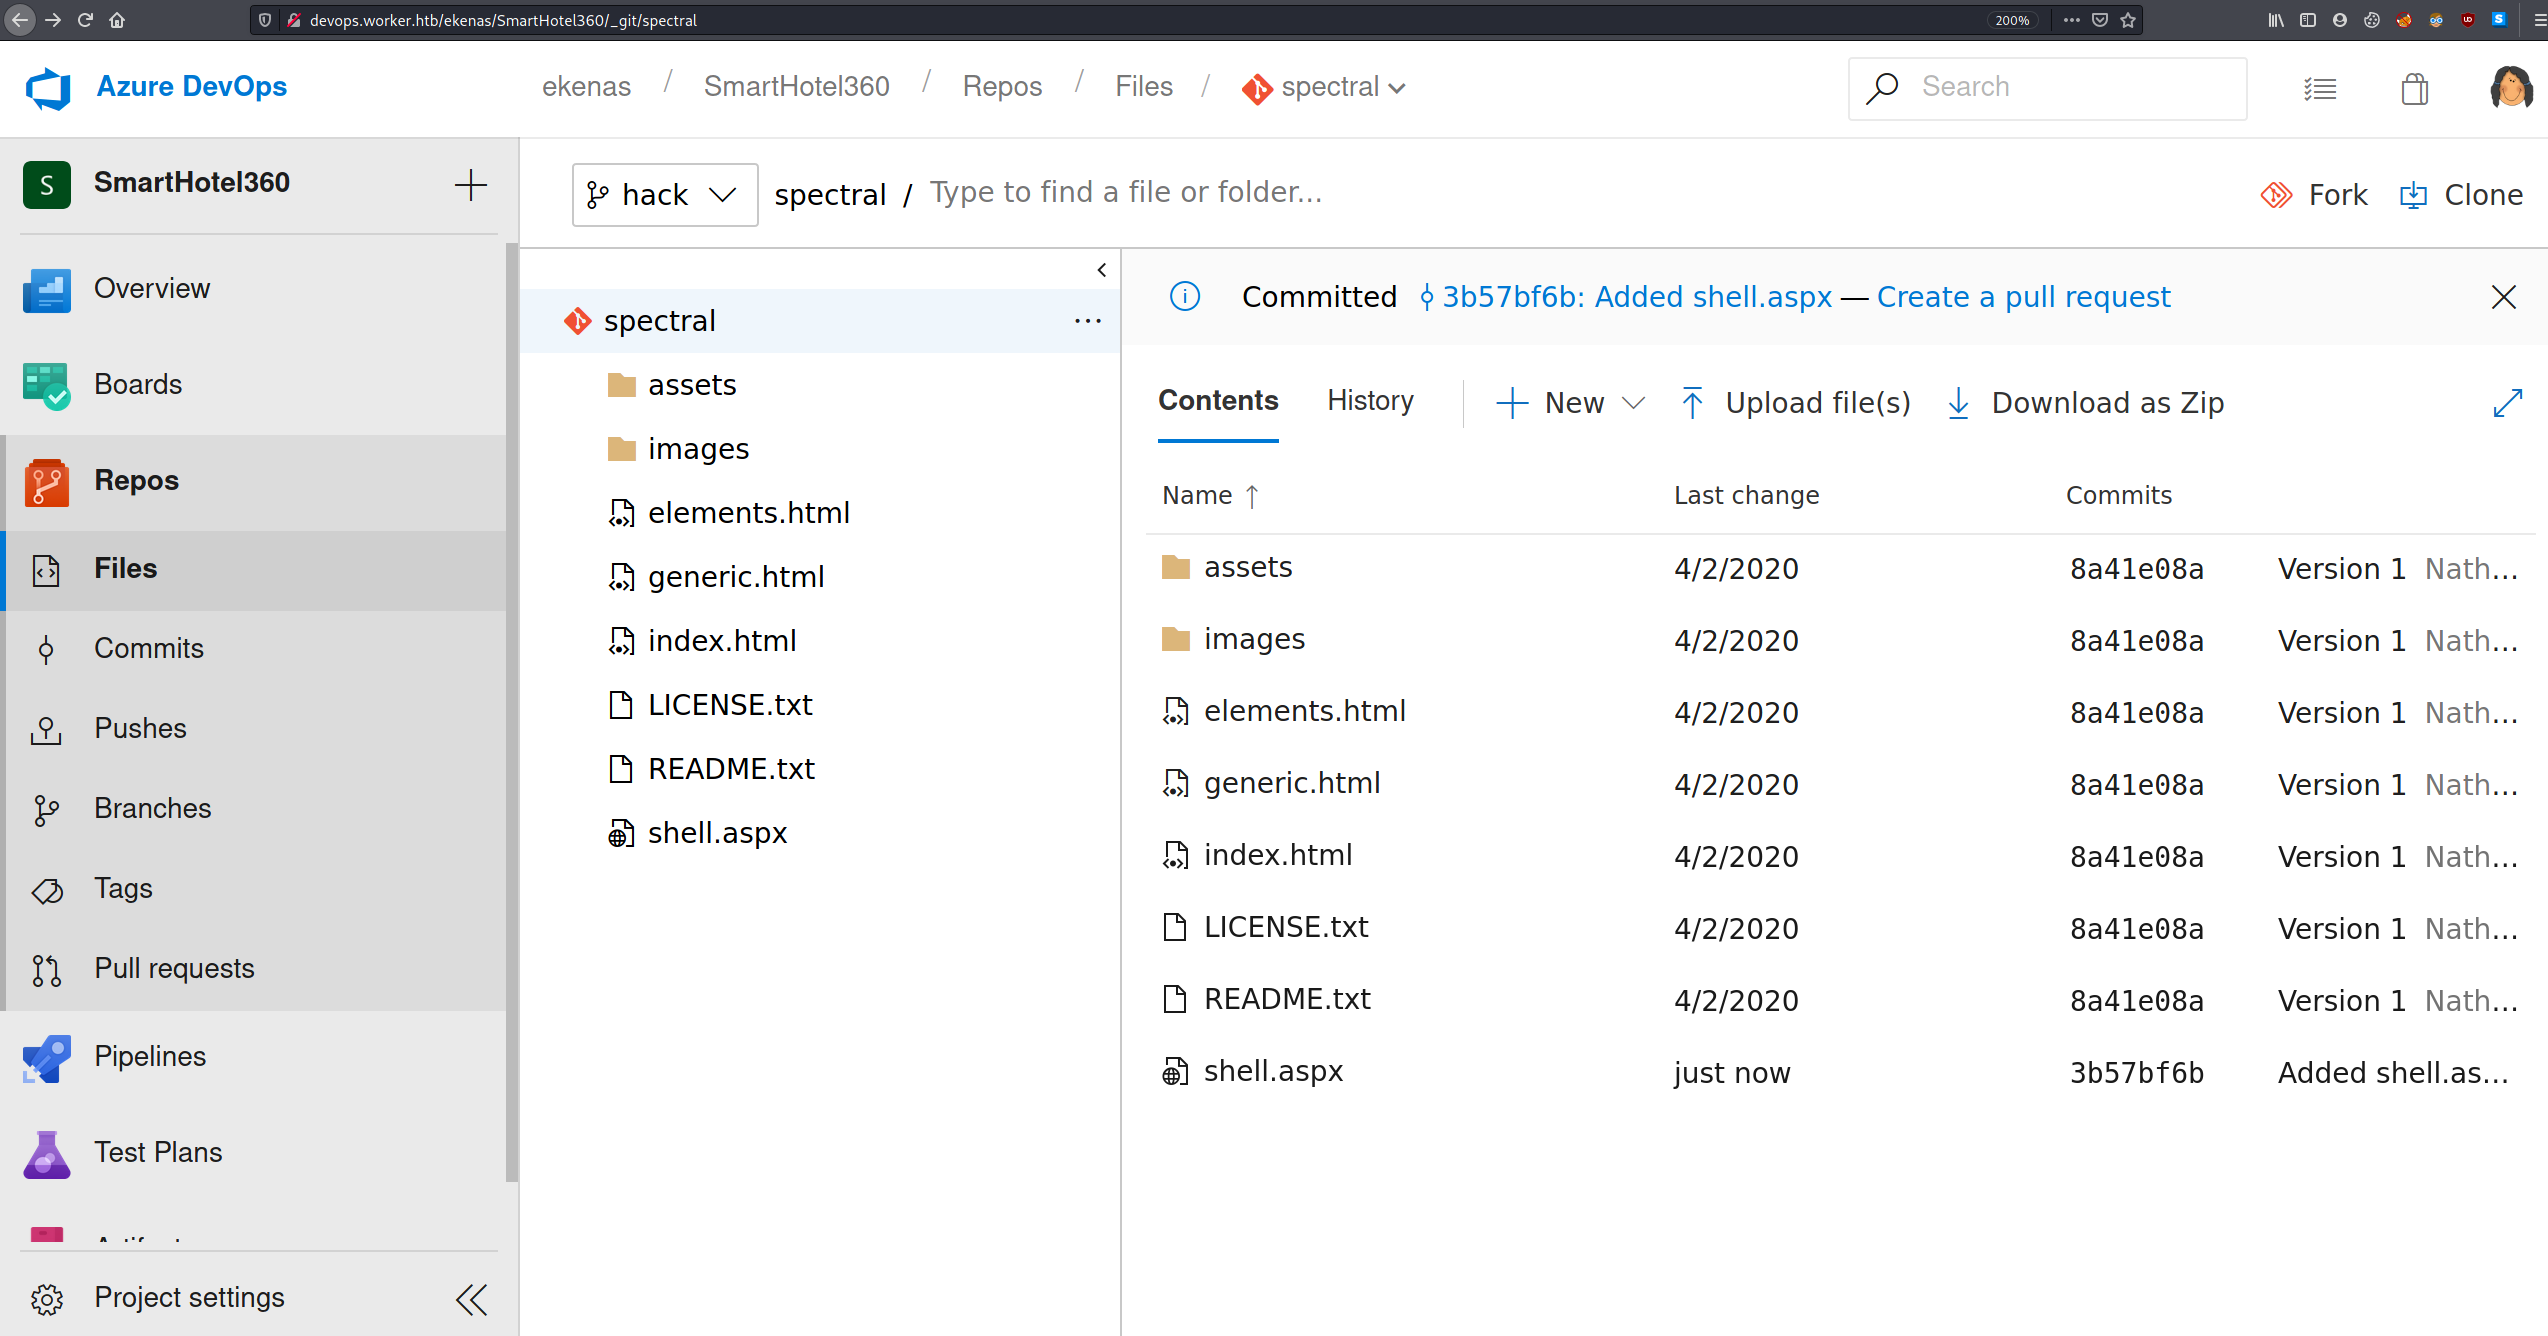 devops.worker.htb/ekenas/SmartHotel360/_git/spectral 200%
Azure DevOps ekenas / SmartHotel360 / Repos / Files / spectral Search
S SmartHotel360
hack spectral / Type to find a file or folder... Fork Clone
Overview
Boards
Repos
Files
Commits
Pushes
Branches
Tags
Pull requests
Pipelines
Test Plans
Project settings
spectral
assets
images
elements.html
generic.html
index.html
LICENSE.txt
README.txt
shell.aspx
Committed 3b57bf6b: Added shell.aspx — Create a pull request
Contents History New Upload file(s) Download as Zip
Name Last change Commits
assets 4/2/2020 8a41e08a Version 1 Nath...
images 4/2/2020 8a41e08a Version 1 Nath...
elements.html 4/2/2020 8a41e08a Version 1 Nath...
generic.html 4/2/2020 8a41e08a Version 1 Nath...
index.html 4/2/2020 8a41e08a Version 1 Nath...
LICENSE.txt 4/2/2020 8a41e08a Version 1 Nath...
README.txt 4/2/2020 8a41e08a Version 1 Nath...
shell.aspx just now 3b57bf6b Added shell.as...